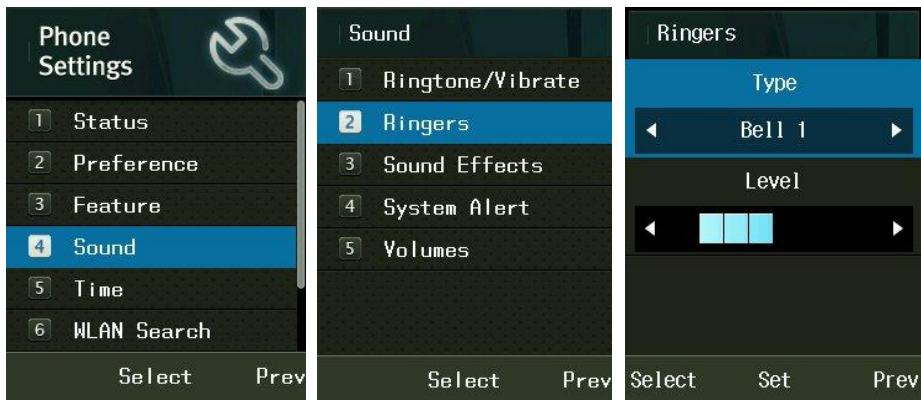 Phone
Settings
1 Status
2 Preference
3 Feature
4 Sound
5 Time
6 WLAN Search
Select Prev
Sound
1 Ringtone/Vibrate
2 Ringers
3 Sound Effects
4 System Alert
5 Volumes
Select Prev
Ringers
Type
Bell 1
Level
Select Set Prev